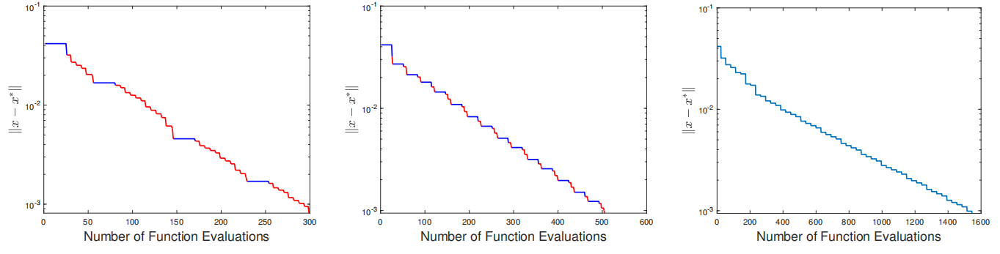 10^-1
10^-2
10^-3
‖x − x*‖
0 50 100 150 200 250 300
Number of Function Evaluations
10^-1
10^-2
10^-3
‖x − x*‖
0 100 200 300 400 500 600
Number of Function Evaluations
10^-1
10^-2
10^-3
‖x − x*‖
0 200 400 600 800 1000 1200 1400 1600
Number of Function Evaluations